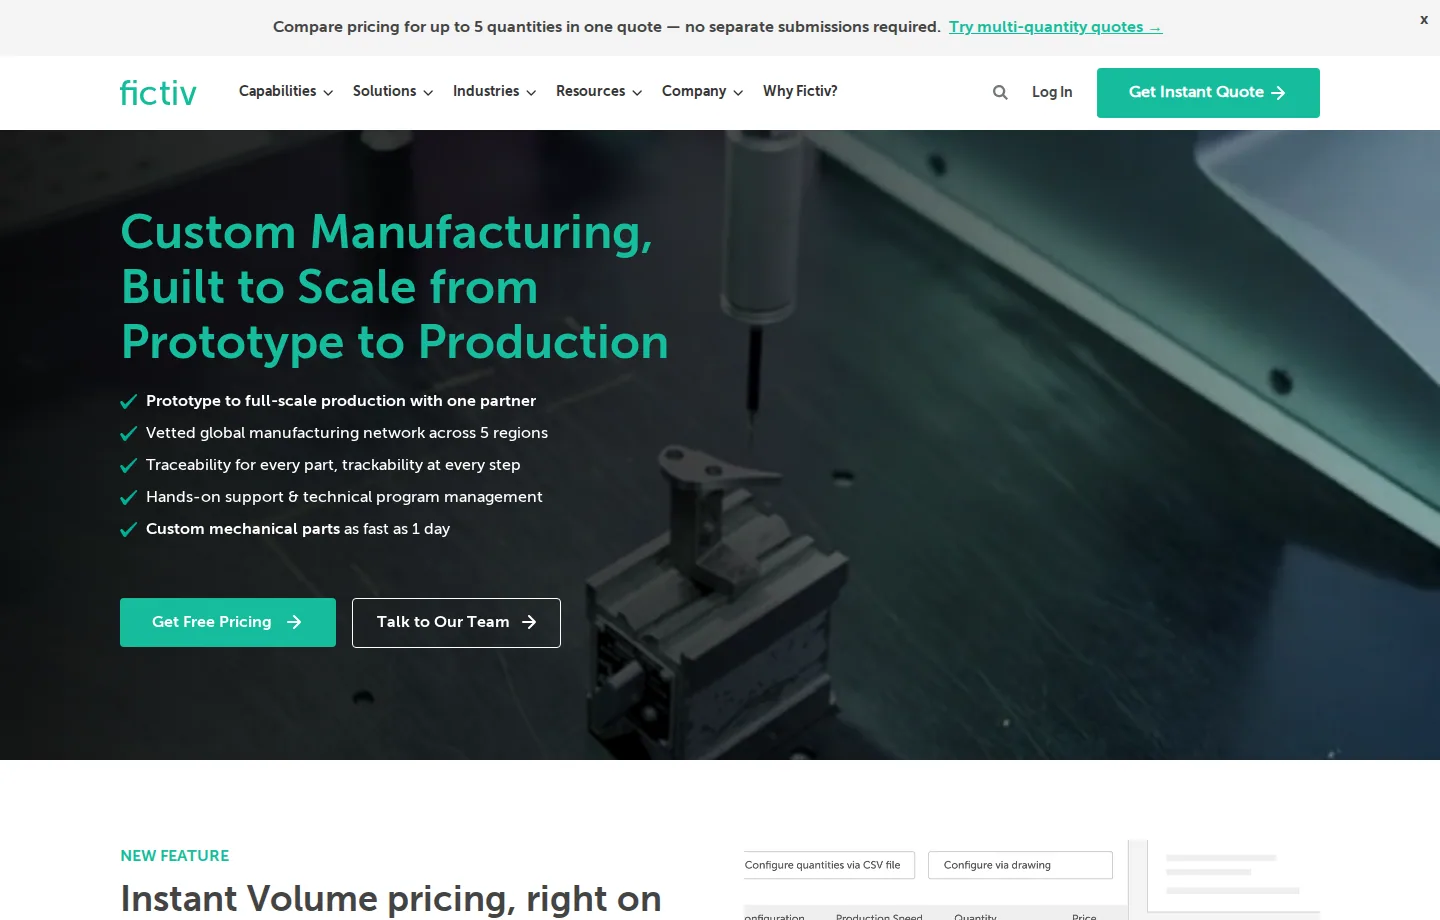 Compare pricing for up to 5 quantities in one quote — no separate submissions required. Try multi-quantity quotes →
x
fictiv
Capabilities
Solutions
Industries
Resources
Company
Why Fictiv?
Log In
Get Instant Quote
Custom Manufacturing,
Built to Scale from
Prototype to Production
Prototype to full-scale production with one partner
Vetted global manufacturing network across 5 regions
Traceability for every part, trackability at every step
Hands-on support & technical program management
Custom mechanical parts as fast as 1 day
Get Free Pricing
Talk to Our Team
NEW FEATURE
Instant Volume pricing, right on
Configure quantities via CSV file
Configure via drawing
onfiguration
Production Speed
Quantity
Price